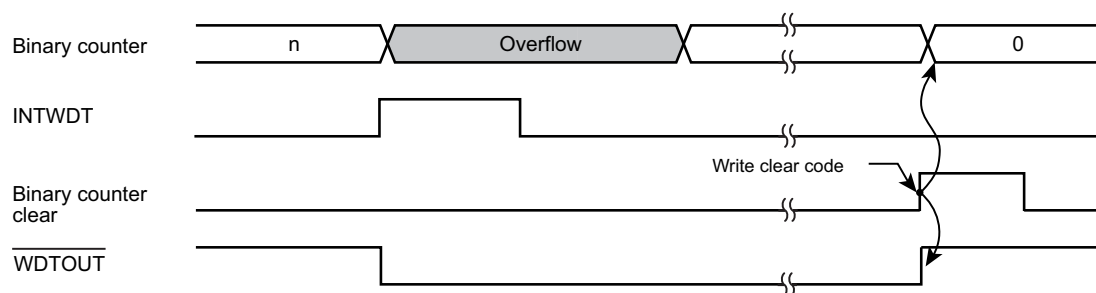 Binary counter
n
Overflow
0
INTWDT
Write clear code
Binary counter
clear
WDTOUT